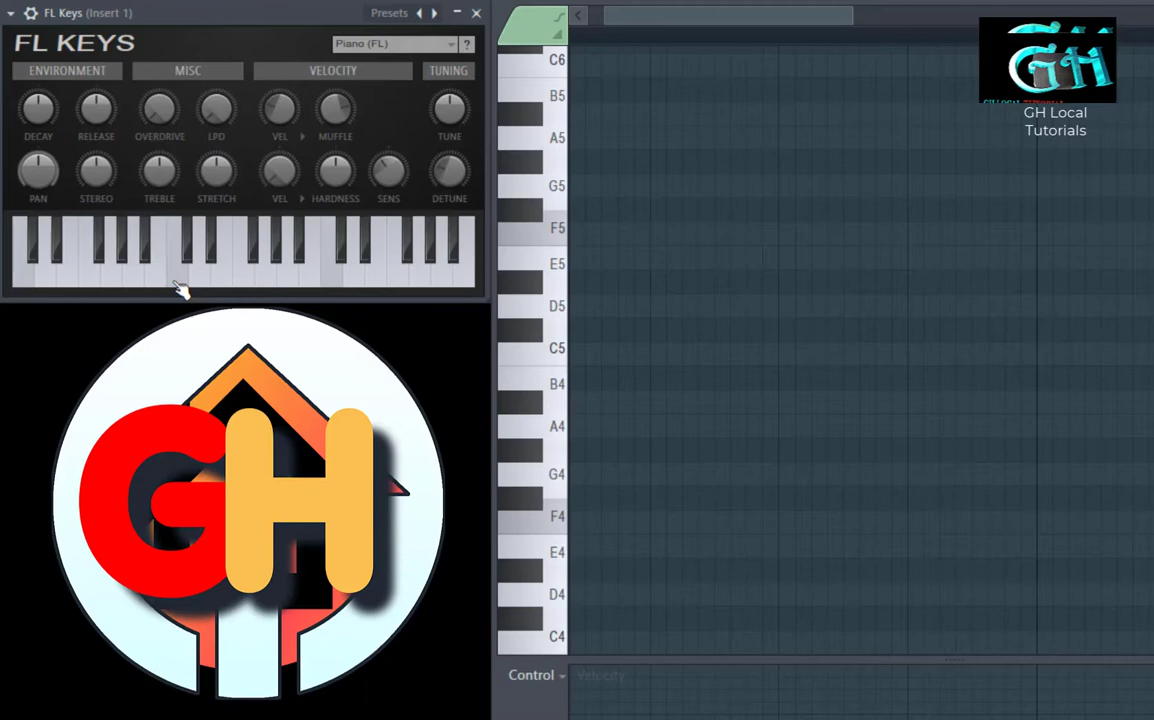 FL Keys (Insert 1) Presets
FL KEYS Piano (FL) ?
ENVIRONMENT MISC VELOCITY TUNING
DECAY RELEASE OVERDRIVE LPD VEL MUFFLE TUNE
PAN STEREO TREBLE STRETCH VEL HARDNESS SENS DETUNE
GH
C6
B5
A5
G5
F5
E5
D5
C5
B4
A4
G4
F4
E4
D4
C4
Control Velocity
GH
GH Local
Tutorials